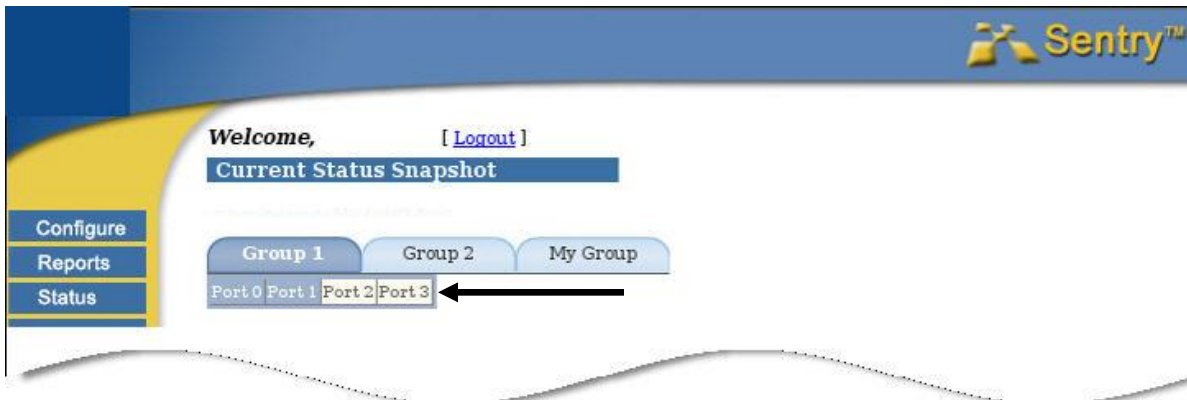 Sentry™
Welcome, [ Logout ]
Current Status Snapshot
Configure
Reports
Status
Group 1 Group 2 My Group
Port 0 Port 1 Port 2 Port 3